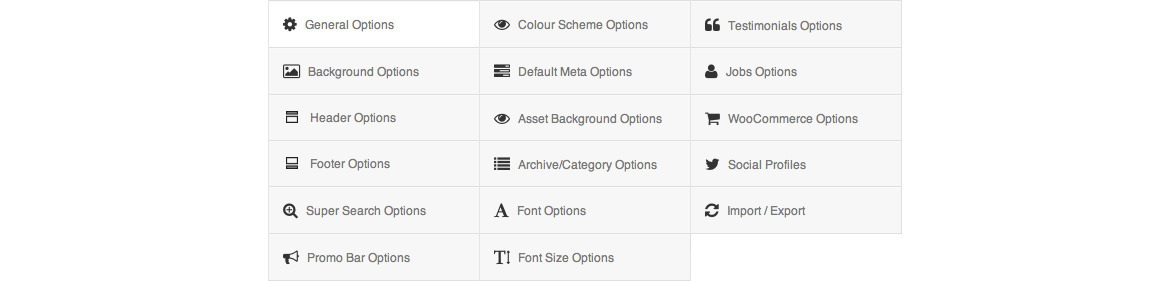 General Options
Background Options
Header Options
Footer Options
Super Search Options
Promo Bar Options
Colour Scheme Options
Default Meta Options
Asset Background Options
Archive/Category Options
Font Options
Font Size Options
Testimonials Options
Jobs Options
WooCommerce Options
Social Profiles
Import / Export